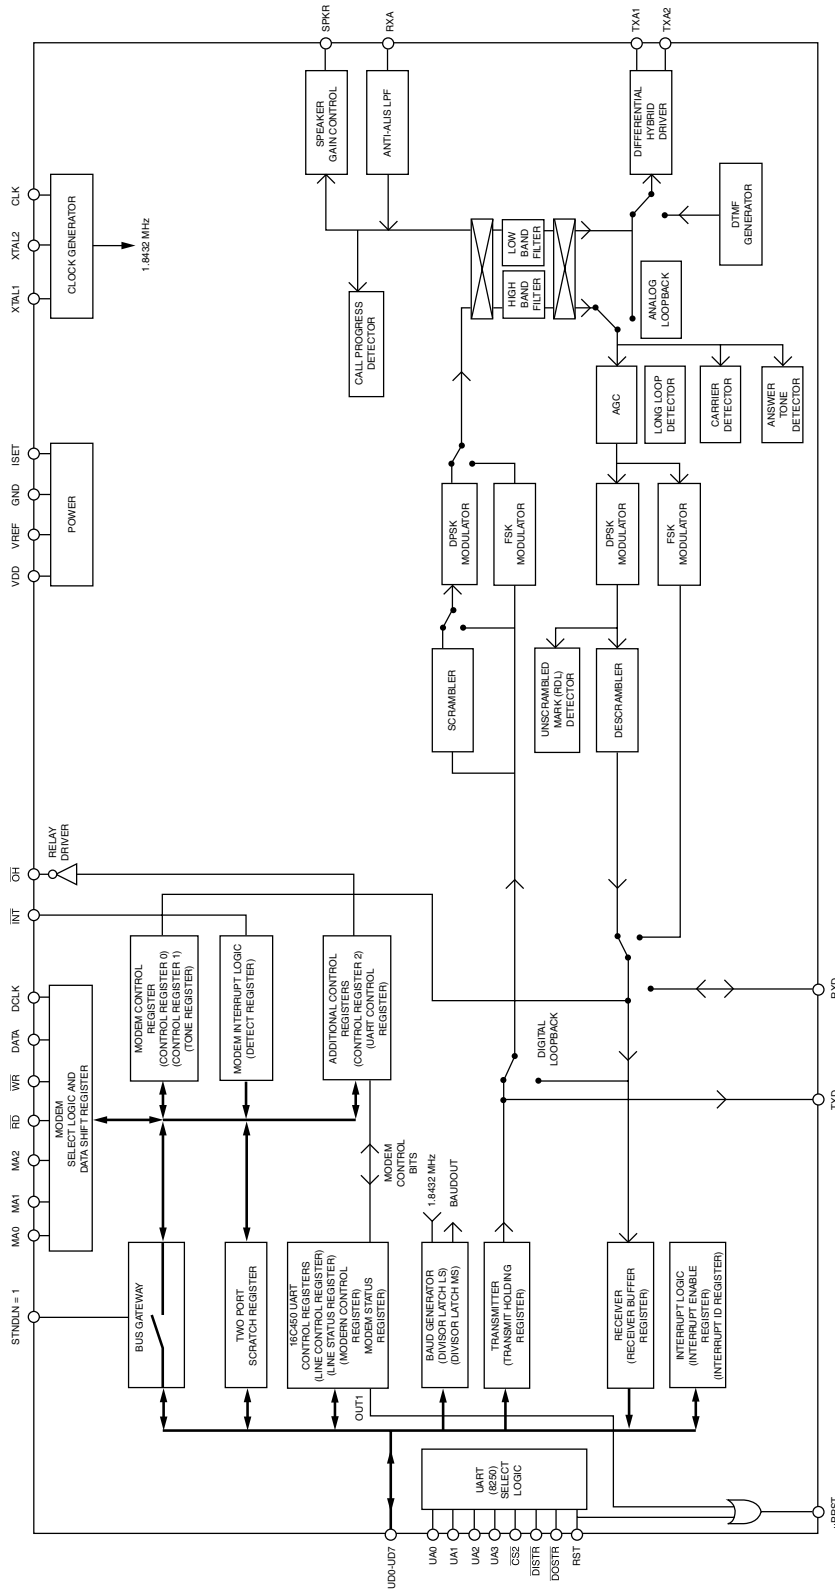 SPKR
RXA
TXA1
TXA2
SPEAKER
GAIN CONTROL
ANTI-ALIS LPF
DIFFERENTIAL
HYBRID
DRIVER
DTMF
GENERATOR
CLK
XTAL2
XTAL1
CLOCK GENERATOR
1.8432 MHz
CALL PROGRESS
DETECTOR
LOW
BAND
FILTER
HIGH
BAND
FILTER
ANALOG
LOOPBACK
AGC
LONG LOOP
DETECTOR
CARRIER
DETECTOR
ANSWER
TONE
DETECTOR
ISET
GND
VREF
VDD
POWER
DPSK
MODULATOR
FSK
MODULATOR
DPSK
MODULATOR
FSK
MODULATOR
SCRAMBLER
UNSCRAMBLED
MARK (RDL)
DETECTOR
DESCRAMBLER
OH
RELAY
DRIVER
INT
DCLK
DATA
WR
RD
MA2
MA1
MA0
MODEM
SELECT LOGIC AND
DATA SHIFT REGISTER
MODEM CONTROL
REGISTER
(CONTROL REGISTER 0)
(CONTROL REGISTER 1)
(TONE REGISTER)
MODEM INTERRUPT LOGIC
(DETECT REGISTER)
ADDITIONAL CONTROL
REGISTERS
(CONTROL REGISTER 2)
(UART CONTROL
REGISTER)
DIGITAL
LOOPBACK
RXD
TXD
MODEM
CONTROL
BITS
1.8432 MHz
BAUDOUT
STNDLN = 1
BUS GATEWAY
TWO PORT
SCRATCH REGISTER
16C450 UART
CONTROL REGISTERS
(LINE CONTROL REGISTER)
(LINE STATUS REGISTER)
(MODERN CONTROL
REGISTER)
MODEM STATUS
REGISTER)
OUT1
BAUD GENERATOR
(DIVISOR LATCH LS)
(DIVISOR LATCH MS)
TRANSMITTER
(TRANSMIT HOLDING
REGISTER)
RECEIVER
(RECEIVER BUFFER
REGISTER)
INTERRUPT LOGIC
(INTERRUPT ENABLE
REGISTER)
(INTERRUPT ID REGISTER)
UART
(8250)
SELECT
LOGIC
UD0-UD7
UA0
UA1
UA2
UA3
CS2
DISTR
DOSTR
RST